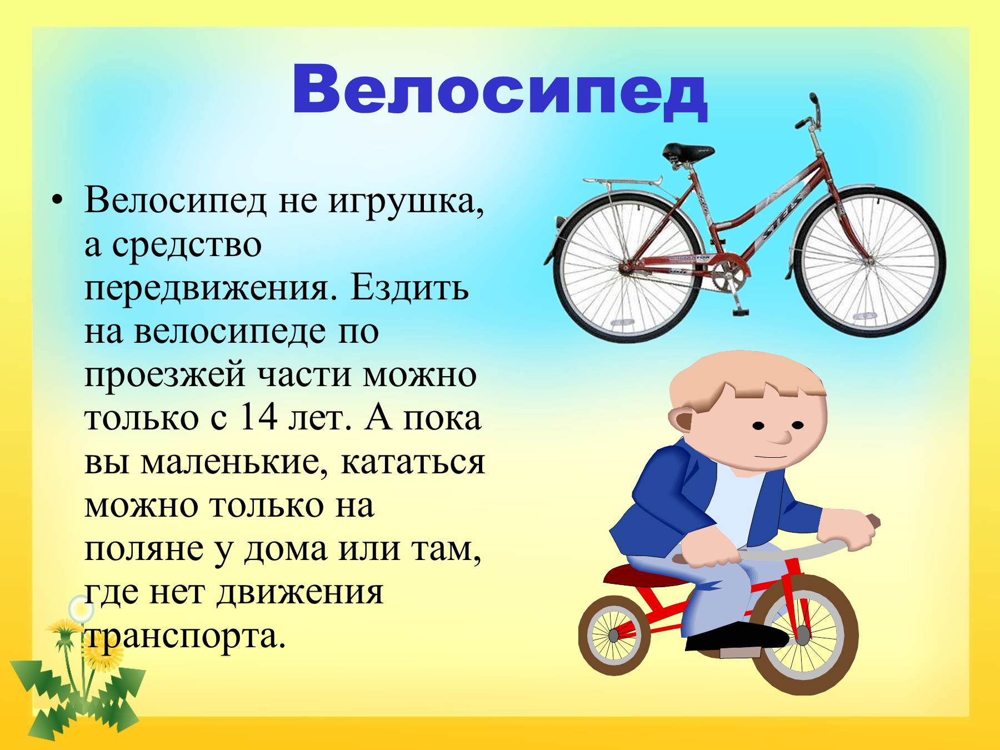 Велосипед
• Велосипед не игрушка,
а средство
передвижения. Ездить
на велосипеде по
проезжей части можно
только с 14 лет. А пока
вы маленькие, кататься
можно только на
поляне у дома или там,
где нет движения
транспорта.
STELS